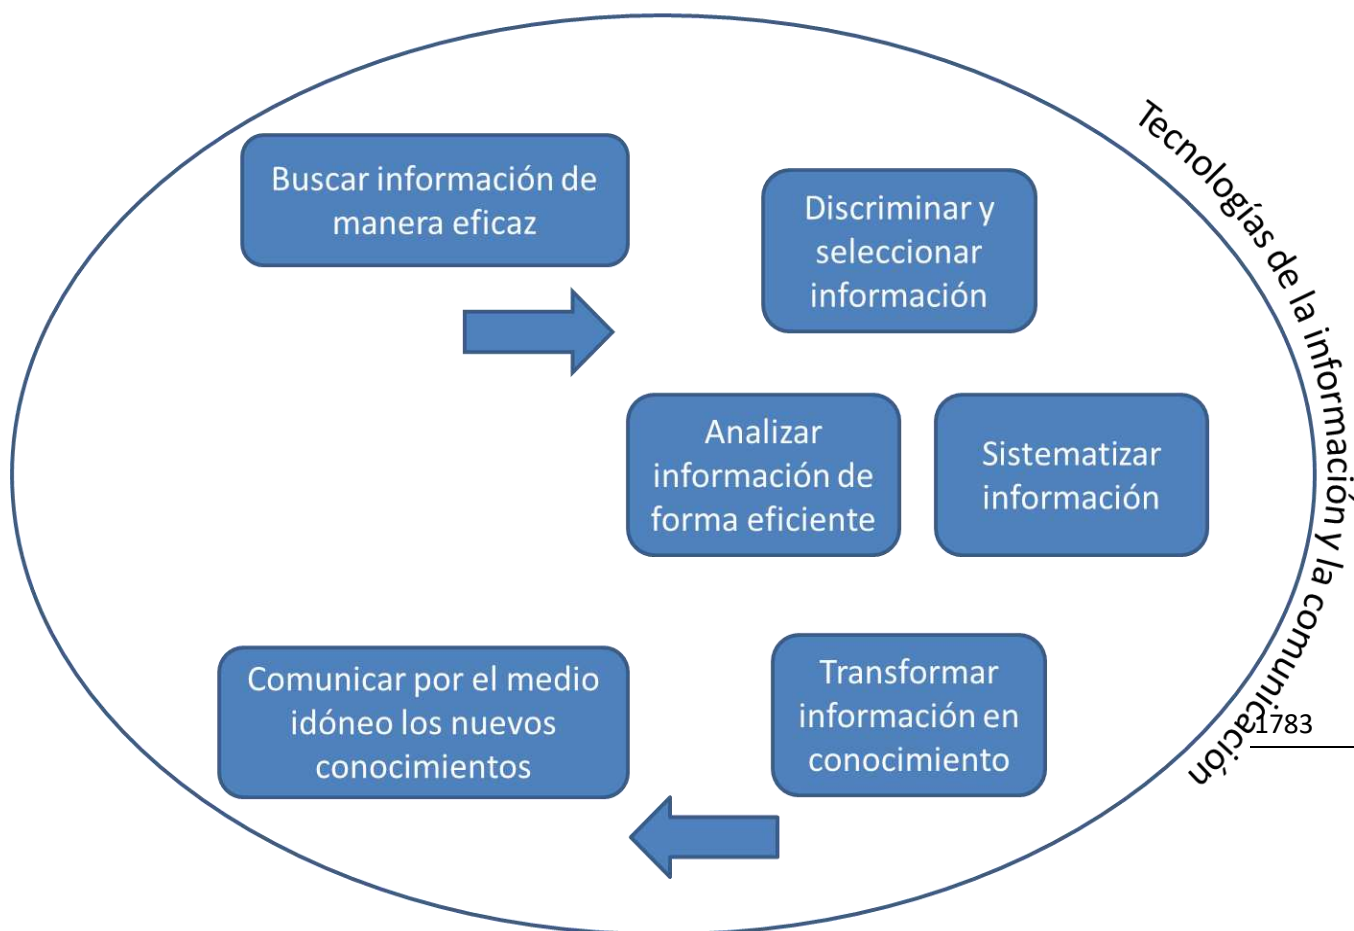 Buscar información de
manera eficaz
Discriminar y
seleccionar
información
Analizar
información de
forma eficiente
Sistematizar
información
Transformar
información en
conocimiento
Comunicar por el medio
idóneo los nuevos
conocimientos
Tecnologías de la información y la comunicación
1783